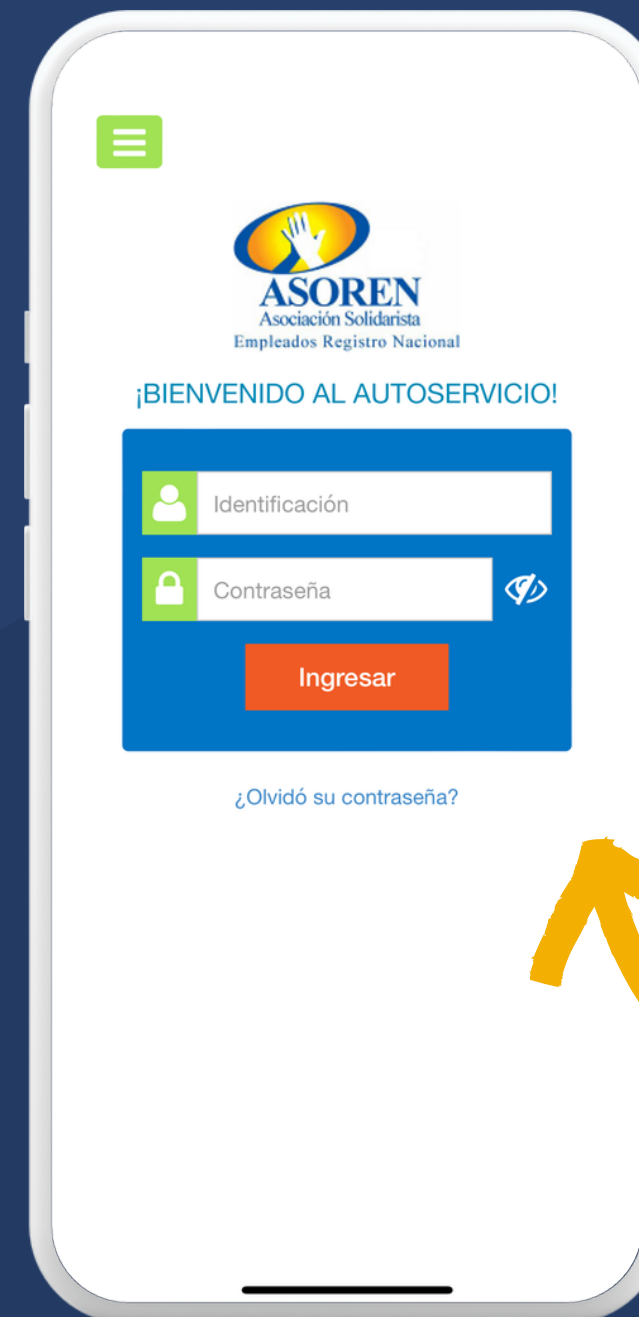 ASOREN
Asociación Solidarista
Empleados Registro Nacional
¡BIENVENIDO AL AUTOSERVICIO!
Identificación
Contraseña
Ingresar
¿Olvidó su contraseña?